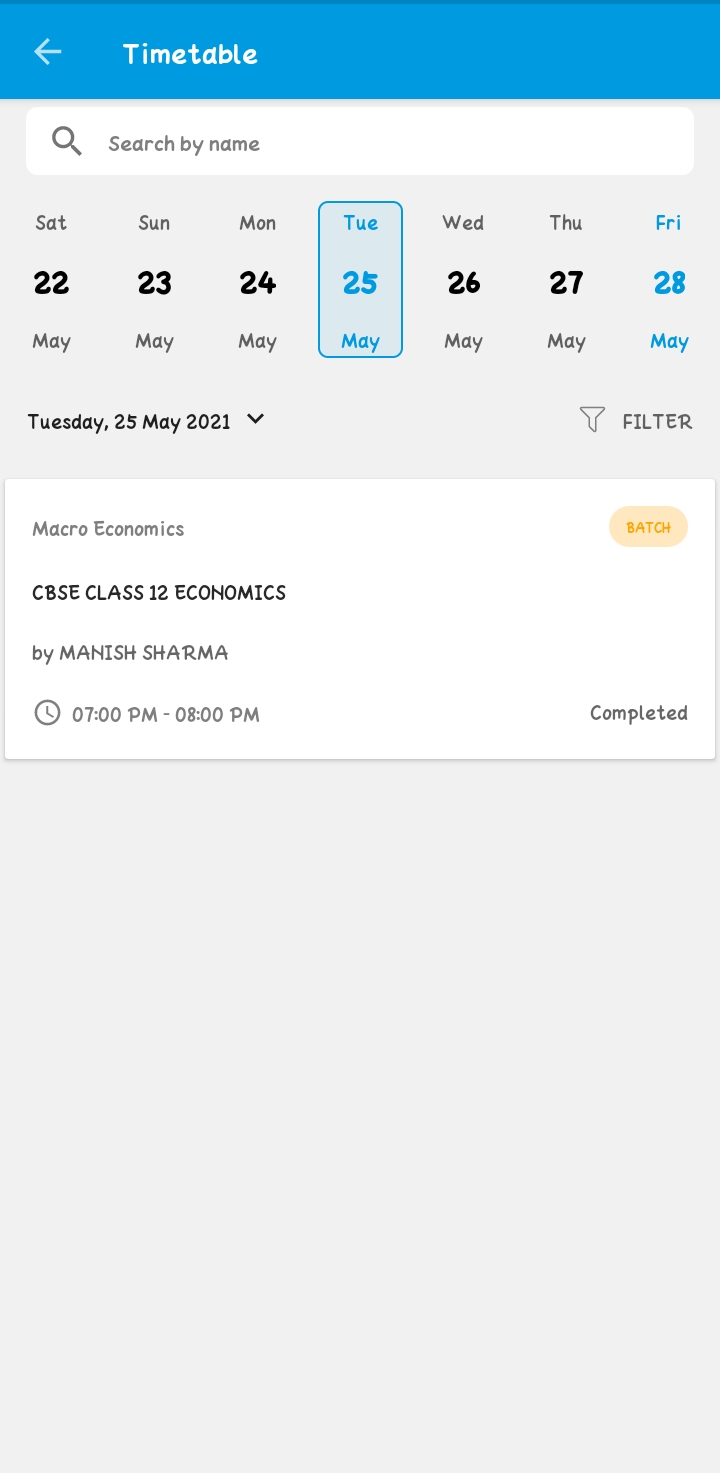 Timetable
Search by name
Sat Sun Mon Tue Wed Thu Fri
22 23 24 25 26 27 28
May May May May May May May
Tuesday, 25 May 2021 FILTER
Macro Economics BATCH
CBSE CLASS 12 ECONOMICS
by MANISH SHARMA
07:00 PM - 08:00 PM Completed